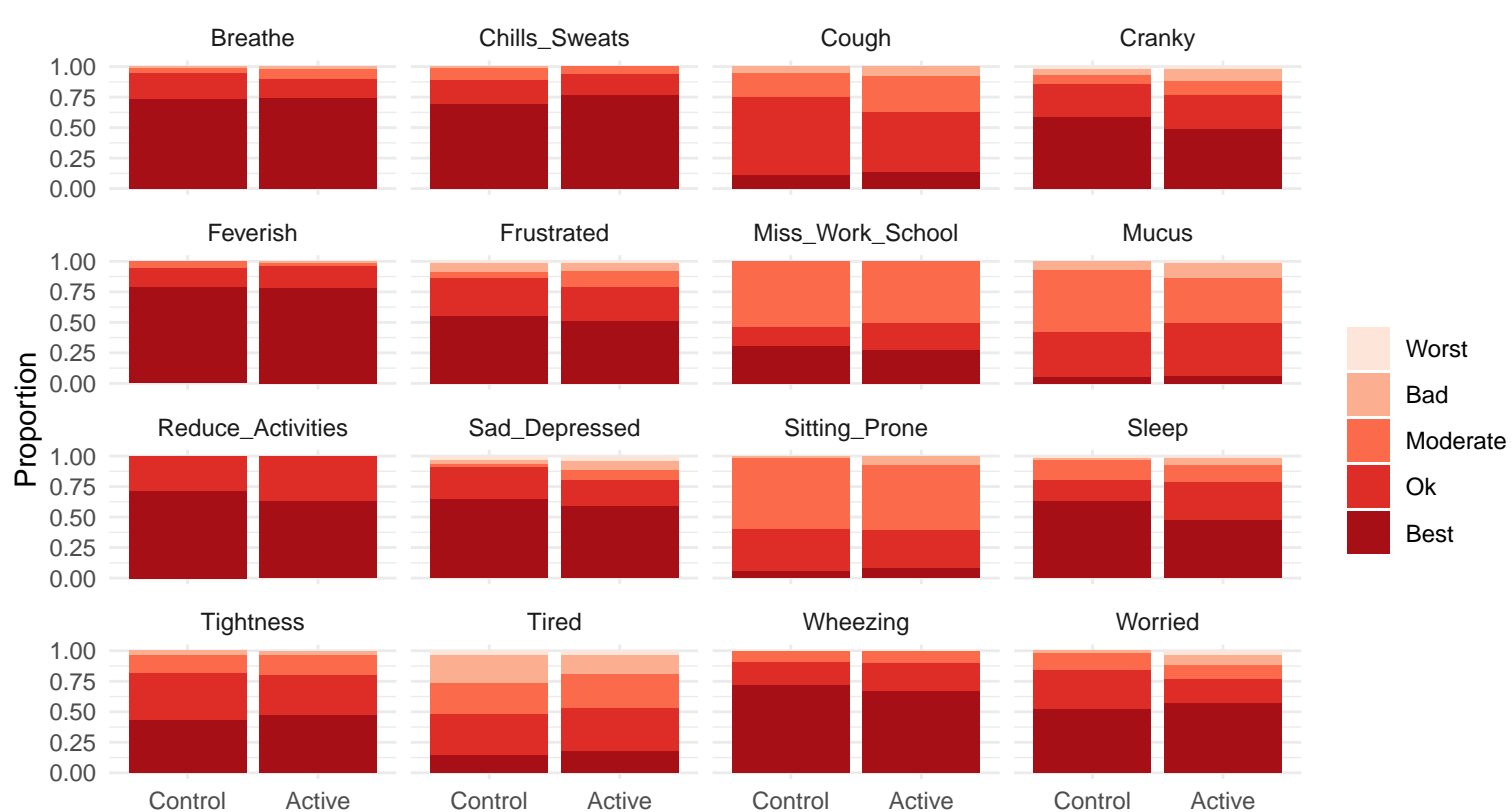 Breathe Chills_Sweats Cough Cranky
1.00
0.75
0.50
0.25
0.00
Feverish Frustrated Miss_Work_School Mucus
1.00
0.75
0.50
0.25
0.00
Reduce_Activities Sad_Depressed Sitting_Prone Sleep
1.00
0.75
0.50
0.25
0.00
Tightness Tired Wheezing Worried
1.00
0.75
0.50
0.25
0.00
Control Active Control Active Control Active Control Active
Proportion
Worst
Bad
Moderate
Ok
Best